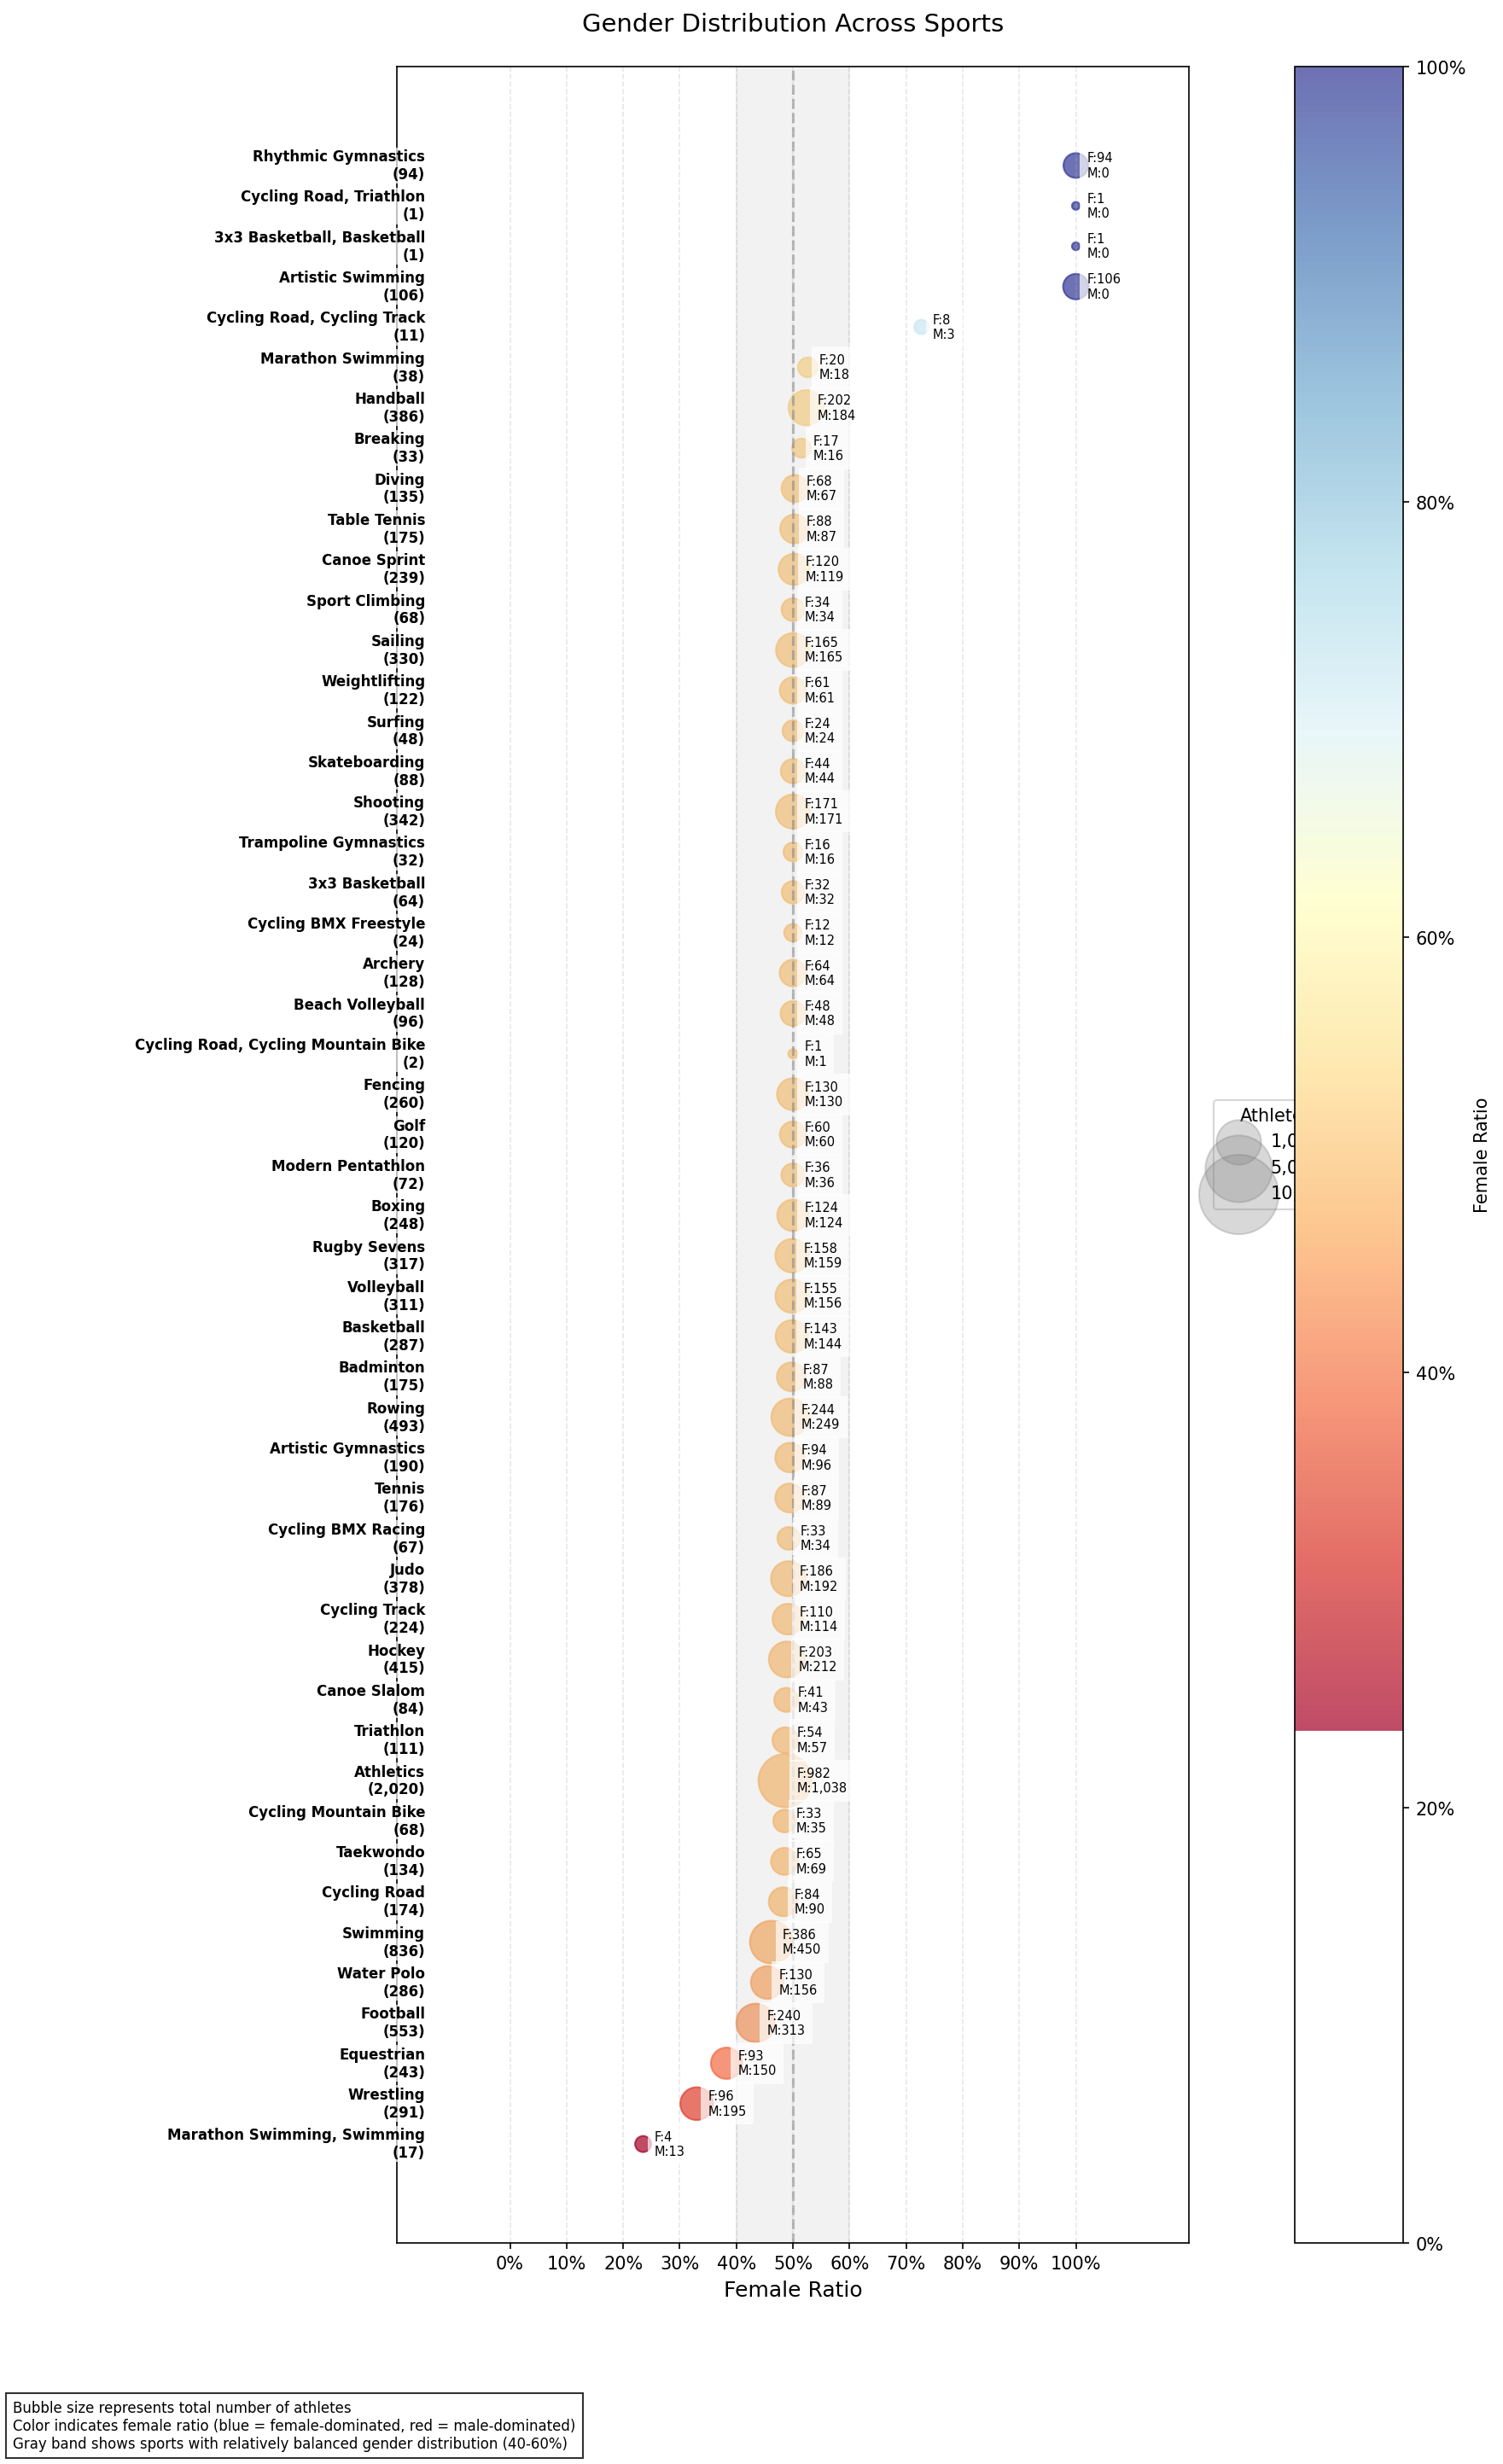 Gender Distribution Across Sports
Rhythmic Gymnastics
(94)
F:94
M:0
Cycling Road, Triathlon
(1)
F:1
M:0
3x3 Basketball, Basketball
(1)
F:1
M:0
Artistic Swimming
(106)
F:106
M:0
Cycling Road, Cycling Track
(11)
F:8
M:3
Marathon Swimming
(38)
F:20
M:18
Handball
(386)
F:202
M:184
Breaking
(33)
F:17
M:16
Diving
(135)
F:68
M:67
Table Tennis
(175)
F:88
M:87
Canoe Sprint
(239)
F:120
M:119
Sport Climbing
(68)
F:34
M:34
Sailing
(330)
F:165
M:165
Weightlifting
(122)
F:61
M:61
Surfing
(48)
F:24
M:24
Skateboarding
(88)
F:44
M:44
Shooting
(342)
F:171
M:171
Trampoline Gymnastics
(32)
F:16
M:16
3x3 Basketball
(64)
F:32
M:32
Cycling BMX Freestyle
(24)
F:12
M:12
Archery
(128)
F:64
M:64
Beach Volleyball
(96)
F:48
M:48
Cycling Road, Cycling Mountain Bike
(2)
F:1
M:1
Fencing
(260)
F:130
M:130
Golf
(120)
F:60
M:60
Modern Pentathlon
(72)
F:36
M:36
Boxing
(248)
F:124
M:124
Rugby Sevens
(317)
F:158
M:159
Volleyball
(311)
F:155
M:156
Basketball
(287)
F:143
M:144
Badminton
(175)
F:87
M:88
Rowing
(493)
F:244
M:249
Artistic Gymnastics
(190)
F:94
M:96
Tennis
(176)
F:87
M:89
Cycling BMX Racing
(67)
F:33
M:34
Judo
(378)
F:186
M:192
Cycling Track
(224)
F:110
M:114
Hockey
(415)
F:203
M:212
Canoe Slalom
(84)
F:41
M:43
Triathlon
(111)
F:54
M:57
Athletics
(2,020)
F:982
M:1,038
Cycling Mountain Bike
(68)
F:33
M:35
Taekwondo
(134)
F:65
M:69
Cycling Road
(174)
F:84
M:90
Swimming
(836)
F:386
M:450
Water Polo
(286)
F:130
M:156
Football
(553)
F:240
M:313
Equestrian
(243)
F:93
M:150
Wrestling
(291)
F:96
M:195
Marathon Swimming, Swimming
(17)
F:4
M:13
0% 10% 20% 30% 40% 50% 60% 70% 80% 90% 100%
Female Ratio
100%
80%
60%
40%
20%
0%
Female Ratio
Bubble size represents total number of athletes
Color indicates female ratio (blue = female-dominated, red = male-dominated)
Gray band shows sports with relatively balanced gender distribution (40-60%)